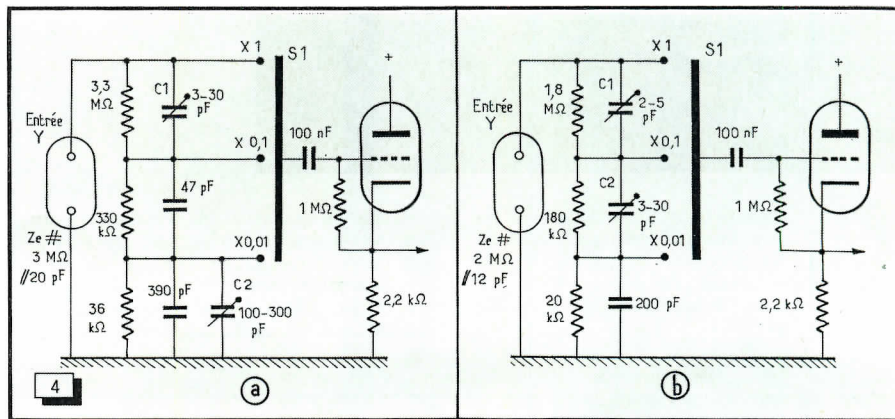 X 1
S1
+
3,3
MΩ
C1
3-30
pF
Entrée
Y
100 nF
X 0,1
47 pF
330
kΩ
1 MΩ
Ze #
3 MΩ
//20 pF
X0,01
390 pF
C2
100-300
pF
36
kΩ
2,2 kΩ
4
a
X 1
S1
+
1,8
MΩ
C1
2-5
pF
Entrée
Y
100 nF
X 0,1
C2
3-30
pF
180
kΩ
1 MΩ
Ze #
2 MΩ
//12 pF
X0,01
20
kΩ
200 pF
2,2 kΩ
b